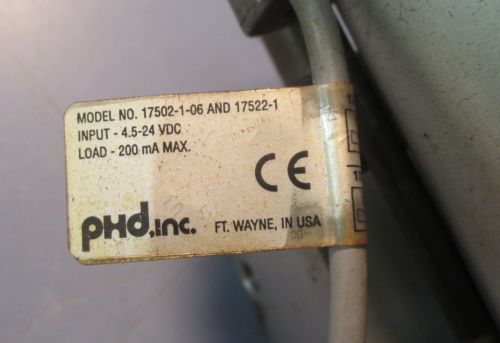 MODEL NO. 17502-1-06 AND 17522-1
INPUT - 4.5-24 VDC
LOAD - 200 mA MAX.
CE
PHd.inc. FT. WAYNE, IN USA